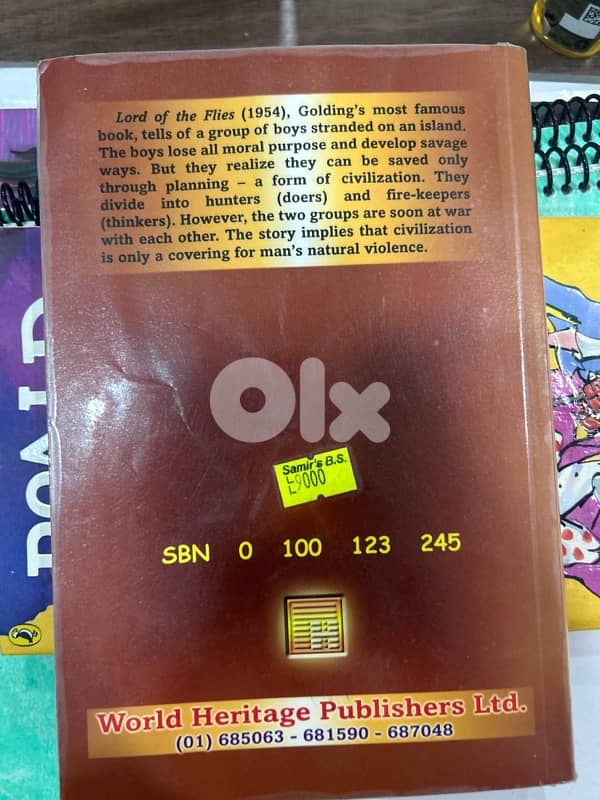 Lord of the Flies (1954), Golding's most famous
book, tells of a group of boys stranded on an island.
The boys lose all moral purpose and develop savage
ways. But they realize they can be saved only
through planning – a form of civilization. They
divide into hunters (doers) and fire-keepers
(thinkers). However, the two groups are soon at war
with each other. The story implies that civilization
is only a covering for man's natural violence.
Olx
Samir's B.S.
LL9000
SBN 0 100 123 245
World Heritage Publishers Ltd.
(01) 685063 - 681590 - 687048
ROALD